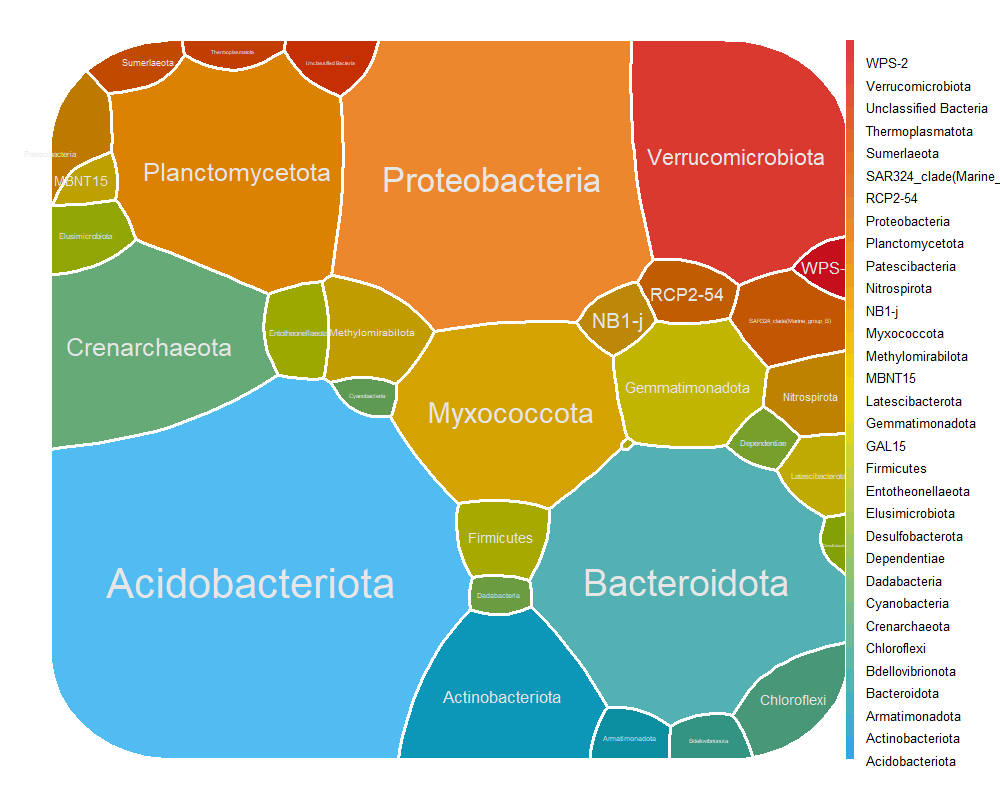 Sumerlaeota
Thermoplasmatota
Unclassified Bacteria
Patescibacteria
MBNT15
Planctomycetota
Proteobacteria
Verrucomicrobiota
Elusimicrobiota
WPS-
Crenarchaeota
Entotheonellaeota
Methylomirabilota
NB1-j
RCP2-54
SAR324_clade(Marine_group_B)
Cyanobacteria
Myxococcota
Gemmatimonadota
Nitrospirota
Dependentiae
Latescibacterota
Firmicutes
Acidobacteriota
Dadabacteria
Bacteroidota
Actinobacteriota
Chloroflexi
Armatimonadota
Bdellovibrionota
WPS-2
Verrucomicrobiota
Unclassified Bacteria
Thermoplasmatota
Sumerlaeota
SAR324_clade(Marine_
RCP2-54
Proteobacteria
Planctomycetota
Patescibacteria
Nitrospirota
NB1-j
Myxococcota
Methylomirabilota
MBNT15
Latescibacterota
Gemmatimonadota
GAL15
Firmicutes
Entotheonellaeota
Elusimicrobiota
Desulfobacterota
Dependentiae
Dadabacteria
Cyanobacteria
Crenarchaeota
Chloroflexi
Bdellovibrionota
Bacteroidota
Armatimonadota
Actinobacteriota
Acidobacteriota